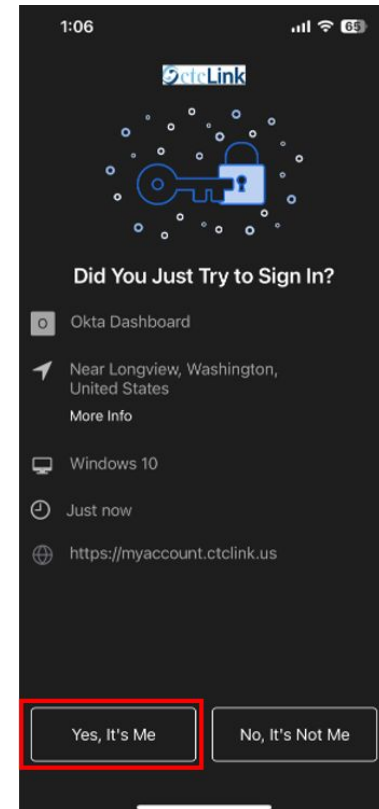 1:06
65
ctcLink
Did You Just Try to Sign In?
O Okta Dashboard
Near Longview, Washington,
United States
More Info
Windows 10
Just now
https://myaccount.ctclink.us
Yes, It's Me
No, It's Not Me